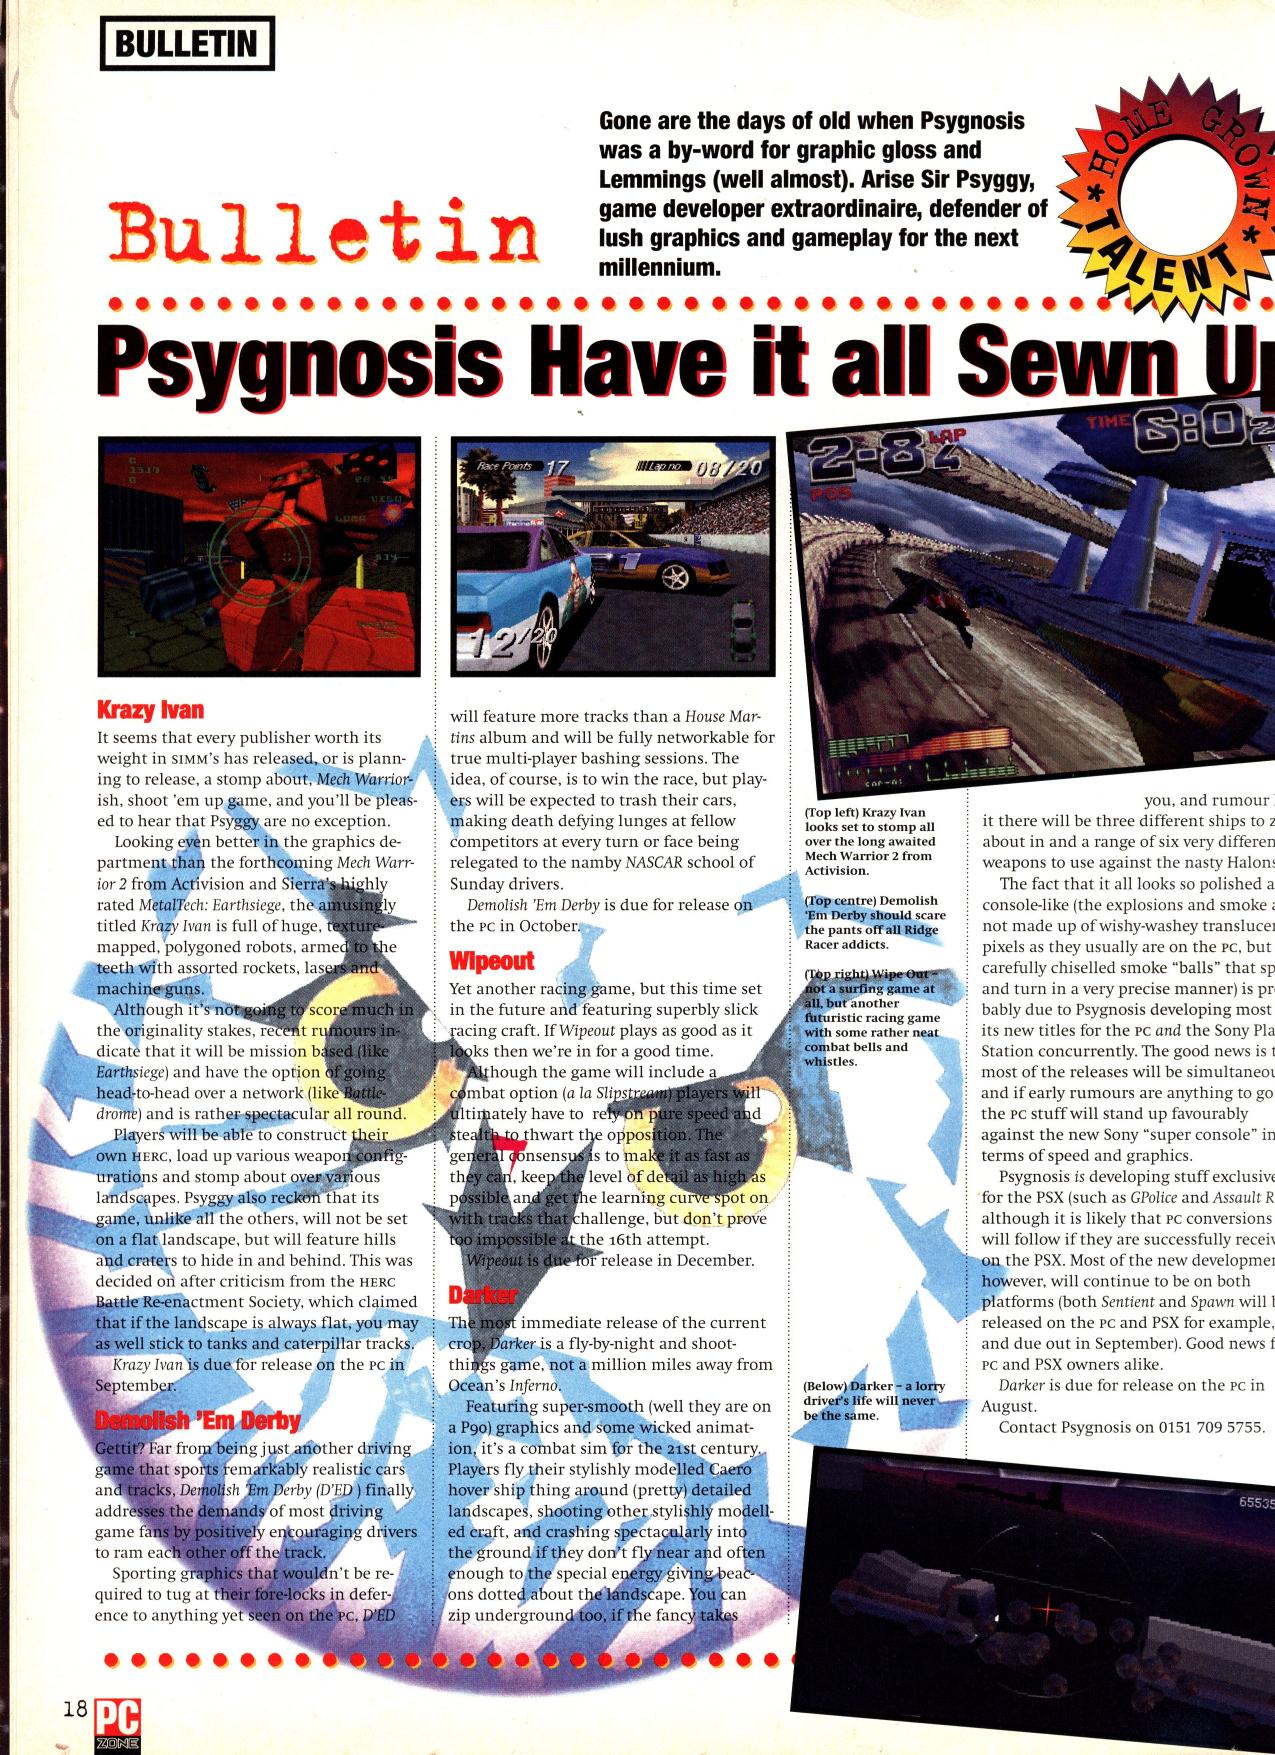 BULLETIN
Gone are the days of old when Psygnosis
was a by-word for graphic gloss and
Lemmings (well almost). Arise Sir Psyggy,
game developer extraordinaire, defender of
lush graphics and gameplay for the next
millennium.
HOME GROWN
* TALENT *
Bulletin
Psygnosis Have it all Sewn Up
Race Points 17
Lap no. 08/20
12/20
2-8 LAP 2
POS
TIME 6:02
Krazy Ivan
It seems that every publisher worth its
weight in SIMM's has released, or is plann-
ing to release, a stomp about, Mech Warrior-
ish, shoot 'em up game, and you'll be pleas-
ed to hear that Psyggy are no exception.
Looking even better in the graphics de-
partment than the forthcoming Mech Warr-
ior 2 from Activision and Sierra's highly
rated MetalTech: Earthsiege, the amusingly
titled Krazy Ivan is full of huge, texture-
mapped, polygoned robots, armed to the
teeth with assorted rockets, lasers and
machine guns.
Although it's not going to score much in
the originality stakes, recent rumours in-
dicate that it will be mission based (like
Earthsiege) and have the option of going
head-to-head over a network (like Battle-
drome) and is rather spectacular all round.
Players will be able to construct their
own HERC, load up various weapon config-
urations and stomp about over various
landscapes. Psyggy also reckon that its
game, unlike all the others, will not be set
on a flat landscape, but will feature hills
and craters to hide in and behind. This was
decided on after criticism from the HERC
Battle Re-enactment Society, which claimed
that if the landscape is always flat, you may
as well stick to tanks and caterpillar tracks.
Krazy Ivan is due for release on the PC in
September.
Demolish 'Em Derby
Gettit? Far from being just another driving
game that sports remarkably realistic cars
and tracks, Demolish 'Em Derby (D'ED ) finally
addresses the demands of most driving
game fans by positively encouraging drivers
to ram each other off the track.
Sporting graphics that wouldn't be re-
quired to tug at their fore-locks in defer-
ence to anything yet seen on the PC, D'ED
will feature more tracks than a House Mar-
tins album and will be fully networkable for
true multi-player bashing sessions. The
idea, of course, is to win the race, but play-
ers will be expected to trash their cars,
making death defying lunges at fellow
competitors at every turn or face being
relegated to the namby NASCAR school of
Sunday drivers.
Demolish 'Em Derby is due for release on
the PC in October.
Wipeout
Yet another racing game, but this time set
in the future and featuring superbly slick
racing craft. If Wipeout plays as good as it
looks then we're in for a good time.
Although the game will include a
combat option (a la Slipstream) players will
ultimately have to rely on pure speed and
stealth to thwart the opposition. The
general consensus is to make it as fast as
they can, keep the level of detail as high as
possible and get the learning curve spot on
with tracks that challenge, but don't prove
too impossible at the 16th attempt.
Wipeout is due for release in December.
Darker
The most immediate release of the current
crop, Darker is a fly-by-night and shoot-
things game, not a million miles away from
Ocean's Inferno.
Featuring super-smooth (well they are on
a P90) graphics and some wicked animat-
ion, it's a combat sim for the 21st century.
Players fly their stylishly modelled Caero
hover ship thing around (pretty) detailed
landscapes, shooting other stylishly modell-
ed craft, and crashing spectacularly into
the ground if they don't fly near and often
enough to the special energy giving beac-
ons dotted about the landscape. You can
zip underground too, if the fancy takes
(Top left) Krazy Ivan
looks set to stomp all
over the long awaited
Mech Warrior 2 from
Activision.
(Top centre) Demolish
'Em Derby should scare
the pants off all Ridge
Racer addicts.
(Top right) Wipe Out –
not a surfing game at
all, but another
futuristic racing game
with some rather neat
combat bells and
whistles.
(Below) Darker – a lorry
driver's life will never
be the same.
you, and rumour
it there will be three different ships to z
about in and a range of six very differen
weapons to use against the nasty Halons
The fact that it all looks so polished a
console-like (the explosions and smoke a
not made up of wishy-washey translucen
pixels as they usually are on the PC, but
carefully chiselled smoke "balls" that sp
and turn in a very precise manner) is pr
bably due to Psygnosis developing most
its new titles for the PC and the Sony Pla
Station concurrently. The good news is t
most of the releases will be simultaneou
and if early rumours are anything to go
the PC stuff will stand up favourably
against the new Sony "super console" in
terms of speed and graphics.
Psygnosis is developing stuff exclusive
for the PSX (such as GPolice and Assault R
although it is likely that PC conversions
will follow if they are successfully receiv
on the PSX. Most of the new developmen
however, will continue to be on both
platforms (both Sentient and Spawn will b
released on the PC and PSX for example,
and due out in September). Good news f
PC and PSX owners alike.
Darker is due for release on the PC in
August.
Contact Psygnosis on 0151 709 5755.
65535
18 PC
ZONE